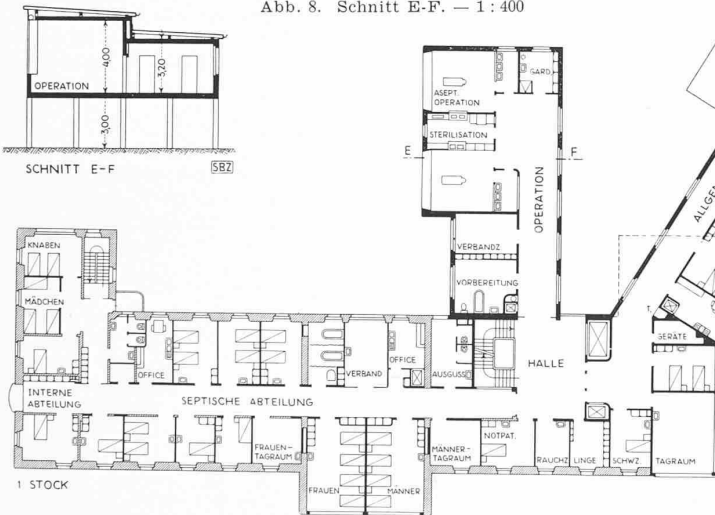 Abb. 8. Schnitt E-F. — 1 : 400
4,00
3,20
OPERATION
3,00
SCHNITT E-F
SBZ
ASEPT. OPERATION
GARD.
STERILISATION
E
F
OPERATION
VERBANDZ
VORBEREITUNG
KNABEN
MÄDCHEN
OFFICE
VERBAND
OFFICE
AUSGUSS
HALLE
GERÄTE
INTERNE ABTEILUNG
SEPTISCHE ABTEILUNG
FRAUEN-TAGRAUM
FRAUEN
MÄNNER
MÄNNER-TAGRAUM
NOTPAT.
RAUCHZ.
LINGE
SCHWZ.
TAGRAUM
1 STOCK